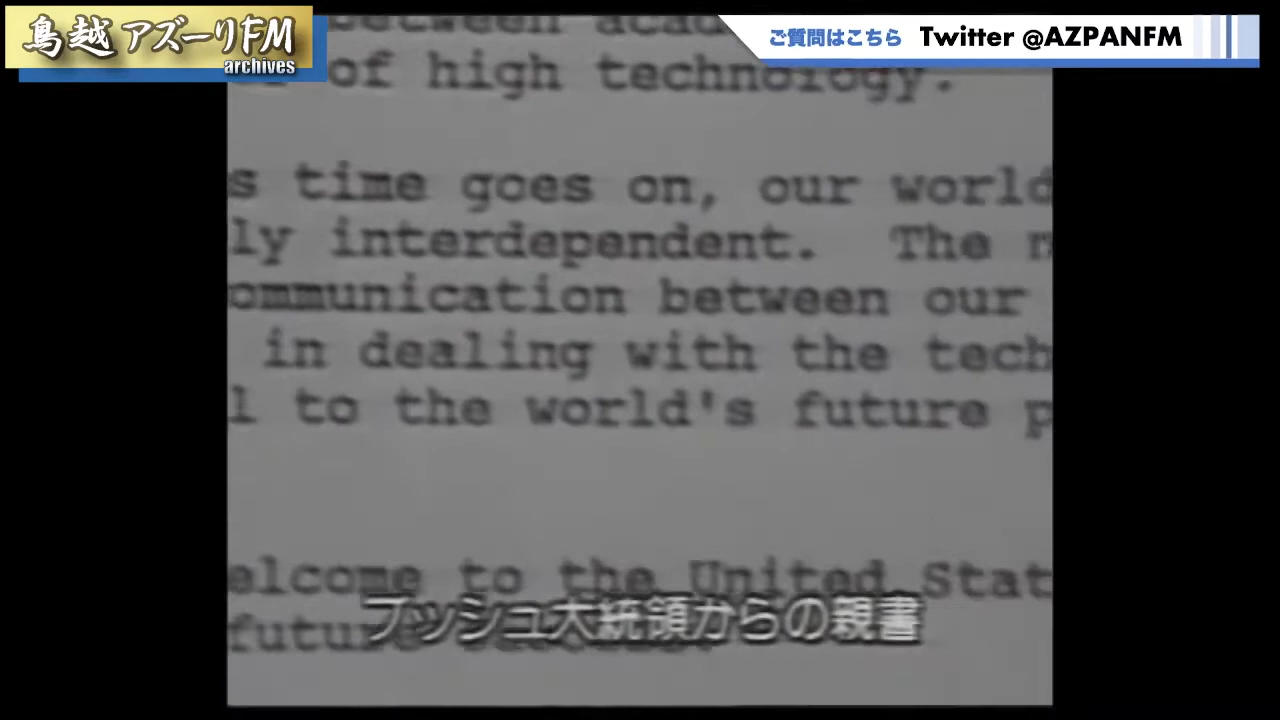 鳥越アズーリFM
archives
ご質問はこちら Twitter @AZPANFM
between acad
of high technology.
s time goes on, our world
ly interdependent. The n
ommunication between our
in dealing with the tech
l to the world's future p
elcome to the United Stat
ブッシュ大統領からの親書
future